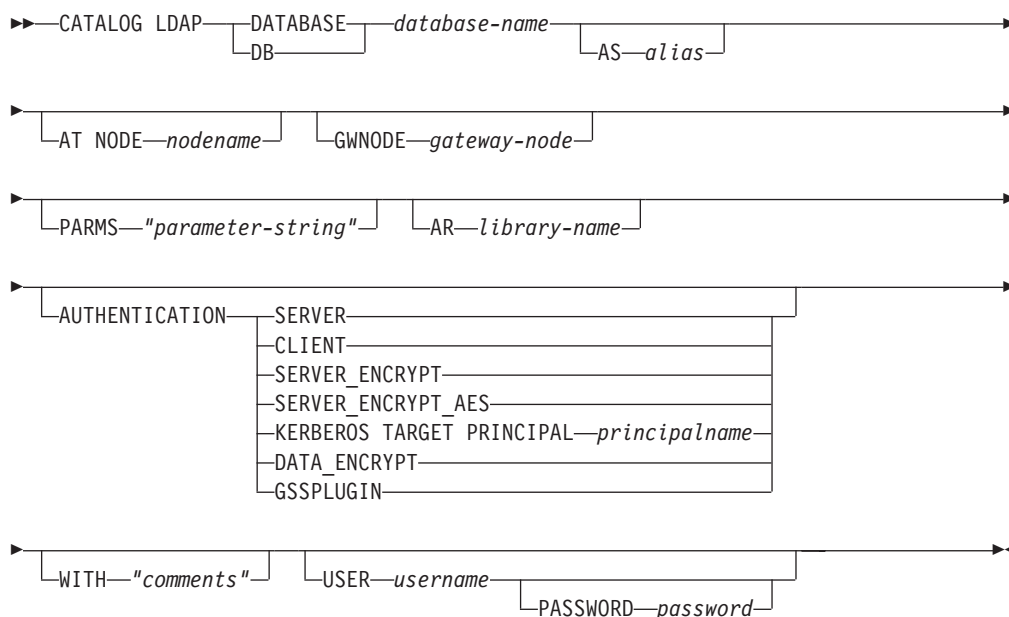 CATALOG LDAP DATABASE database-name
DB AS alias
AT NODE nodename GWNODE gateway-node
PARMS "parameter-string" AR library-name
AUTHENTICATION SERVER
CLIENT
SERVER_ENCRYPT
SERVER_ENCRYPT_AES
KERBEROS TARGET PRINCIPAL principalname
DATA_ENCRYPT
GSSPLUGIN
WITH "comments" USER username
PASSWORD password